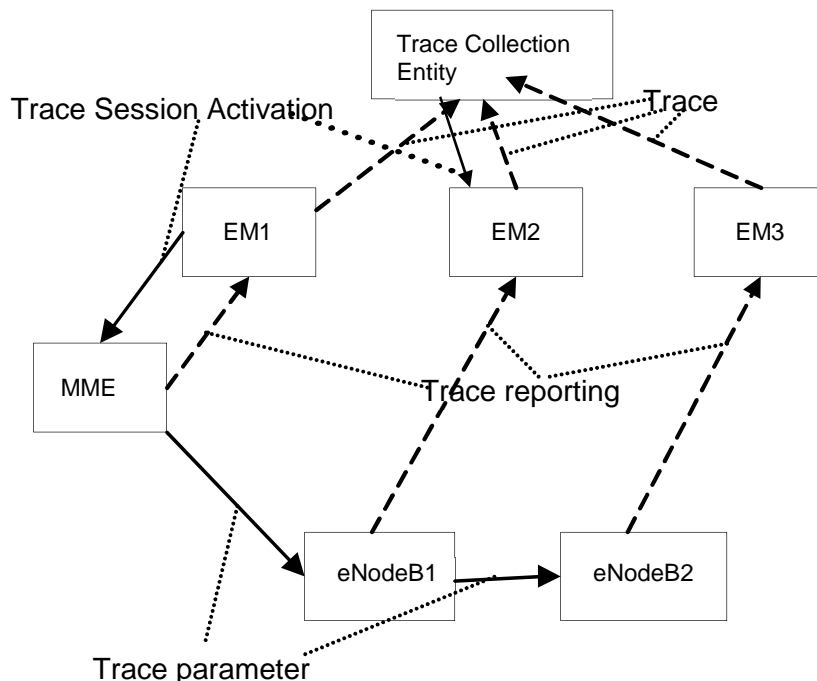 Trace Collection
Entity
Trace Session Activation
Trace
EM1
EM2
EM3
MME
Trace reporting
eNodeB1
eNodeB2
Trace parameter